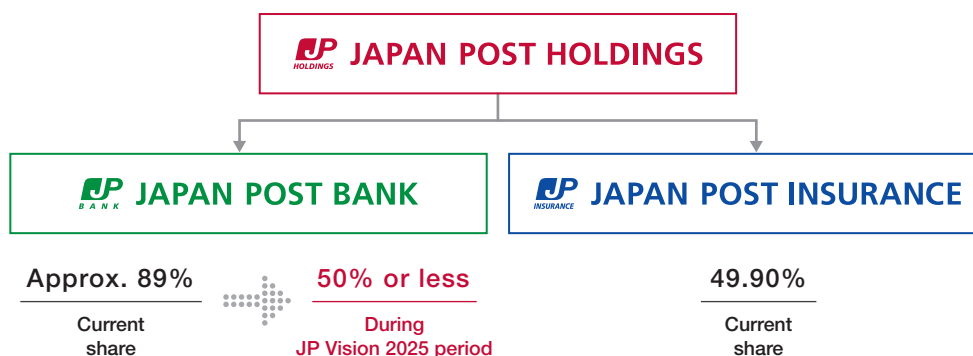 JP HOLDINGS JAPAN POST HOLDINGS
JP BANK JAPAN POST BANK
JP INSURANCE JAPAN POST INSURANCE
Approx. 89%
Current
share
50% or less
During
JP Vision 2025 period
49.90%
Current
share